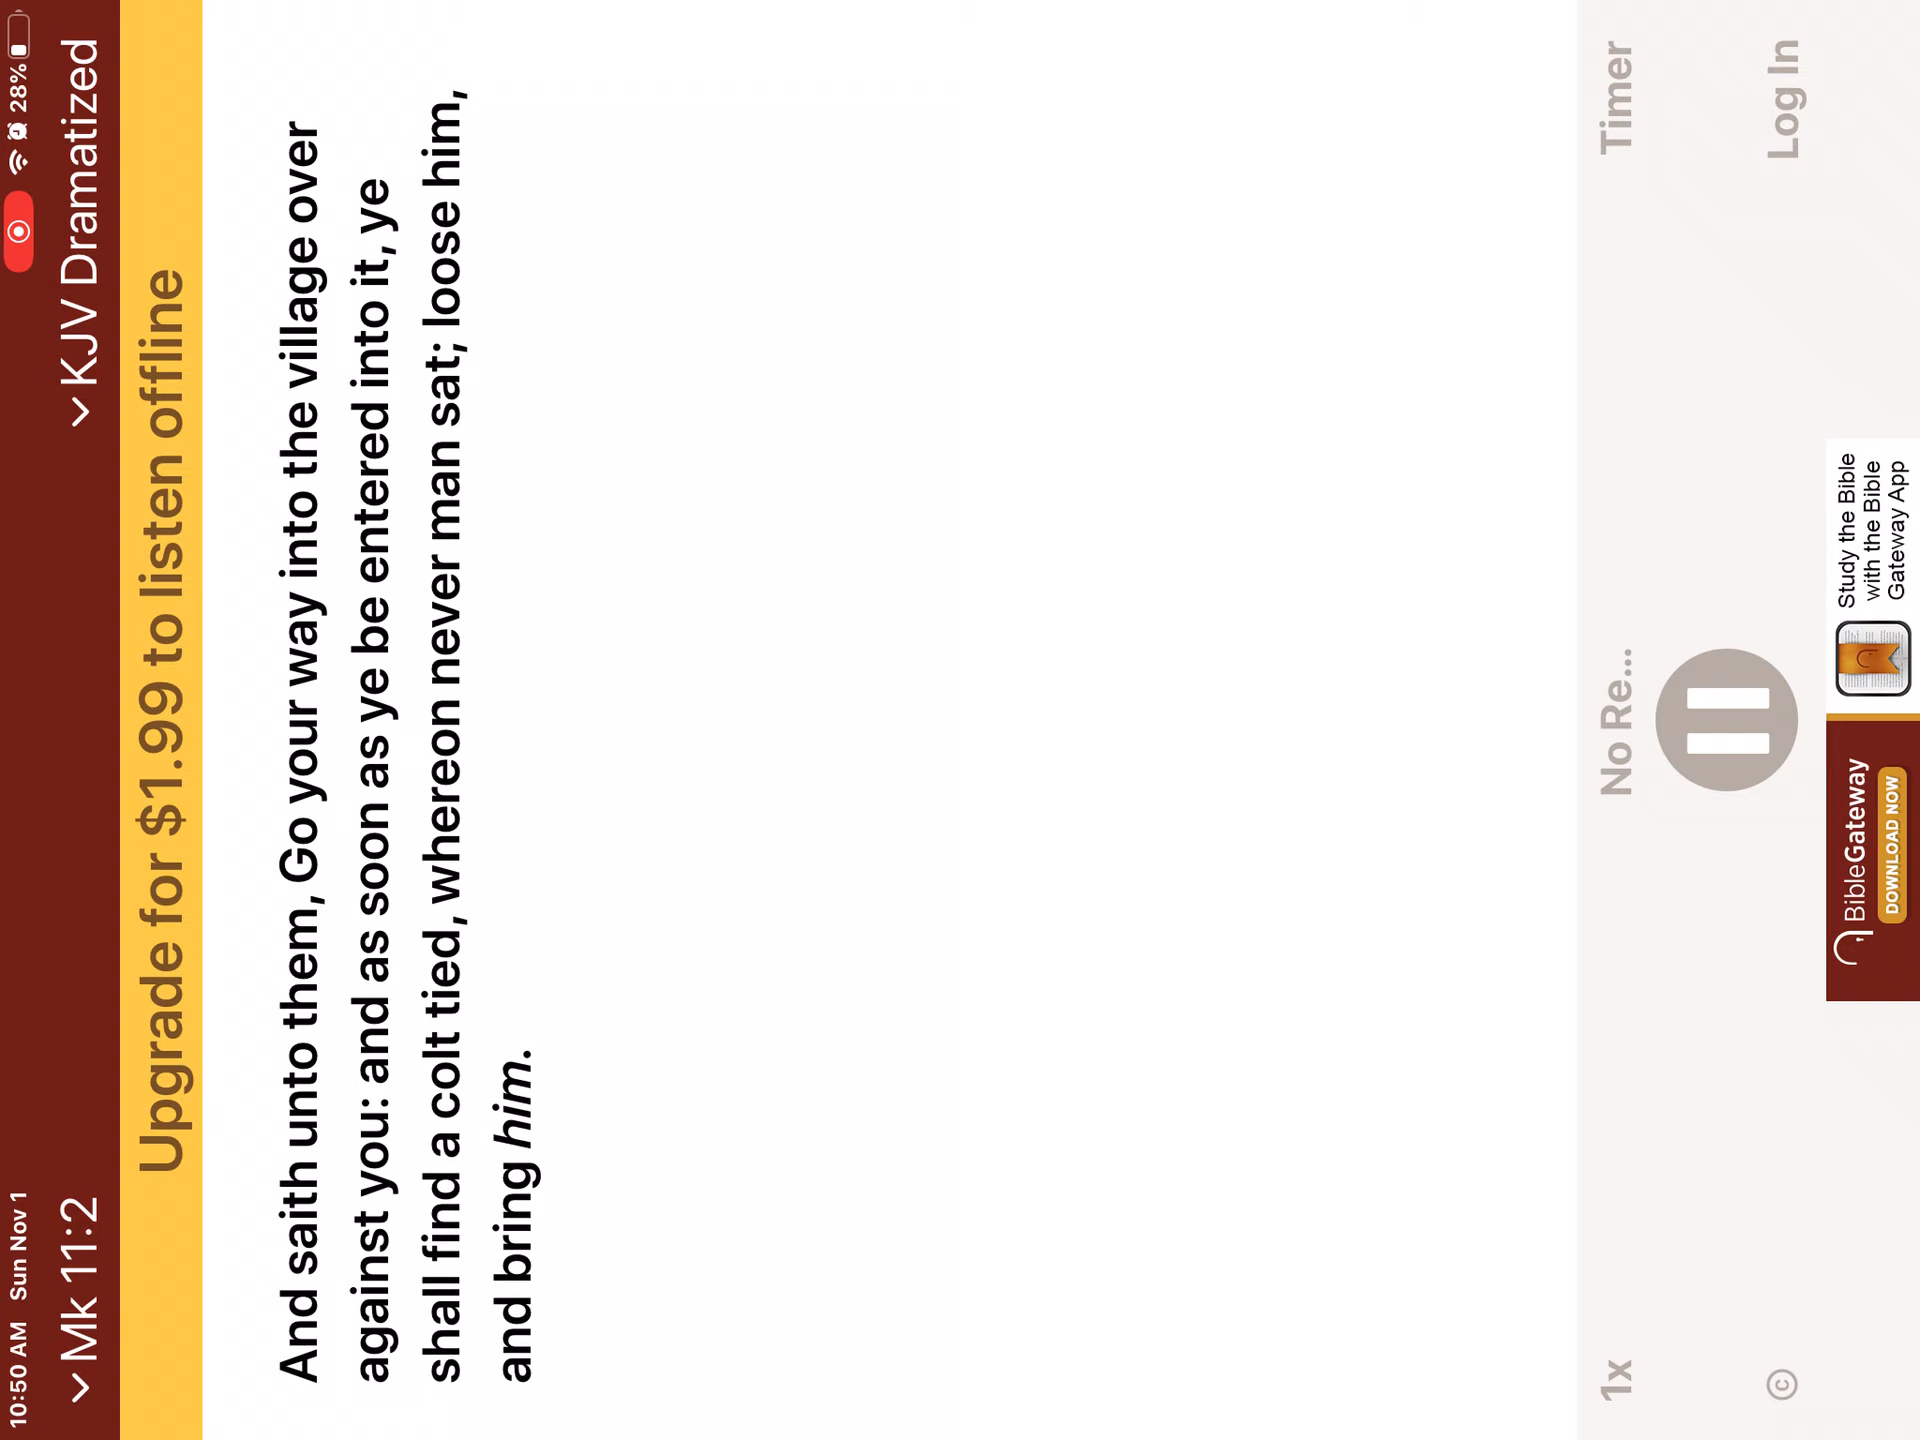 10:50 AM Sun Nov 1
28%
Mk 11:2
KJV Dramatized
Upgrade for $1.99 to listen offline
And saith unto them, Go your way into the village over
against you: and as soon as ye be entered into it, ye
shall find a colt tied, whereon never man sat; loose him,
and bring him.
1x
No Re...
Timer
©
Log In
BibleGateway
DOWNLOAD NOW
Study the Bible
with the Bible
Gateway App